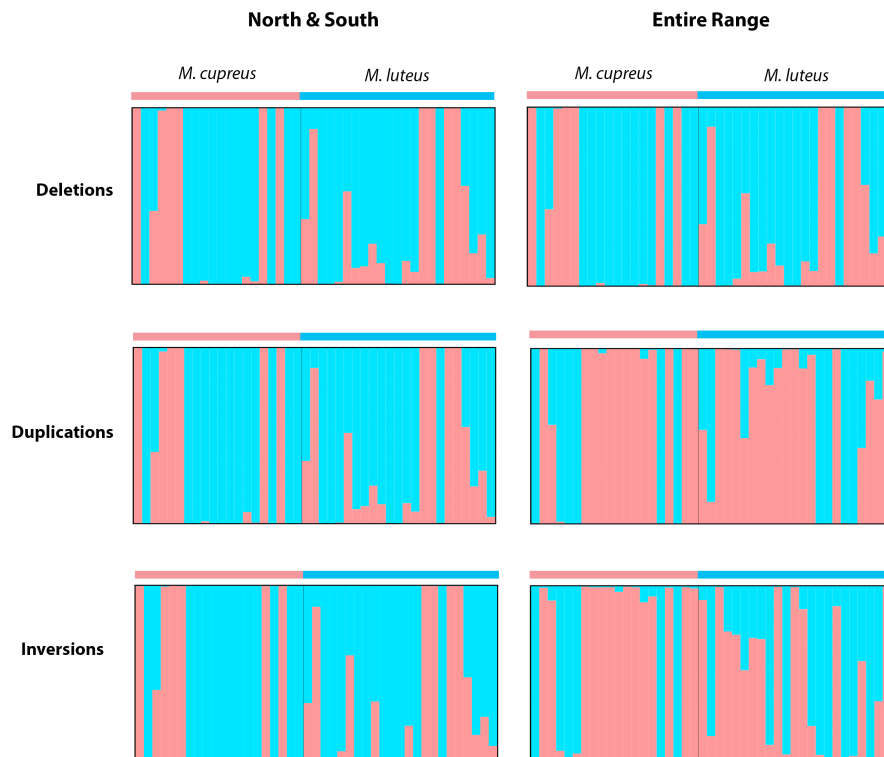 North & South
Entire Range
M. cupreus
M. luteus
M. cupreus
M. luteus
Deletions
Duplications
Inversions